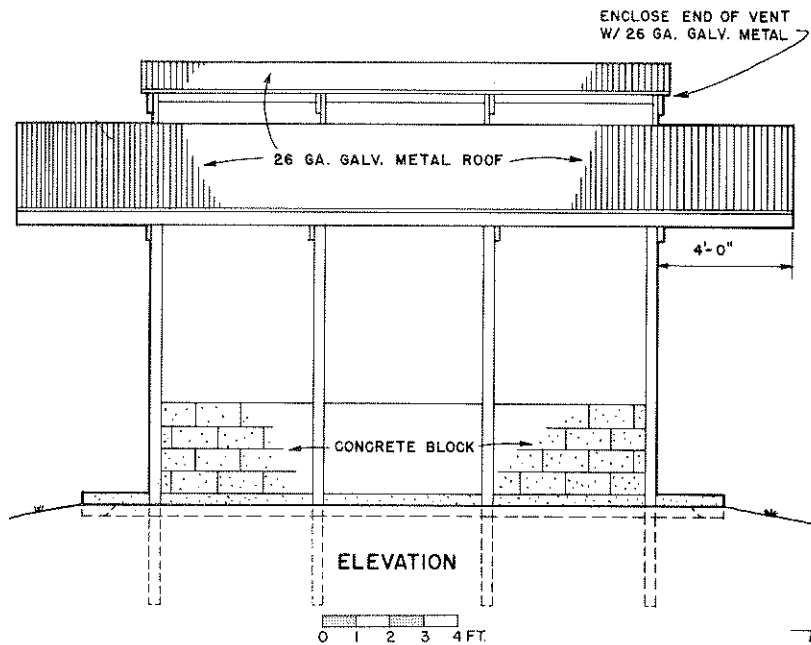 ENCLOSE END OF VENT
W/ 26 GA. GALV. METAL
26 GA. GALV. METAL ROOF
4'-0"
CONCRETE BLOCK
ELEVATION
0 1 2 3 4 FT.